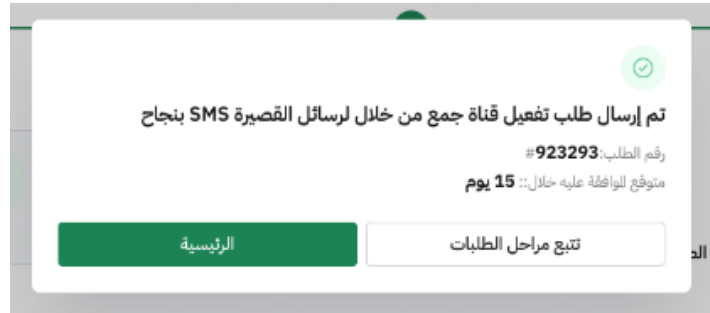 تم إرسال طلب تفعيل قناة جمع من خلال لرسائل القصيرة SMS بنجاح
رقم الطلب:923293#
متوقع للوافقة عليه خلال:: 15 يوم
تتبع مراحل الطلبات
الرئيسية